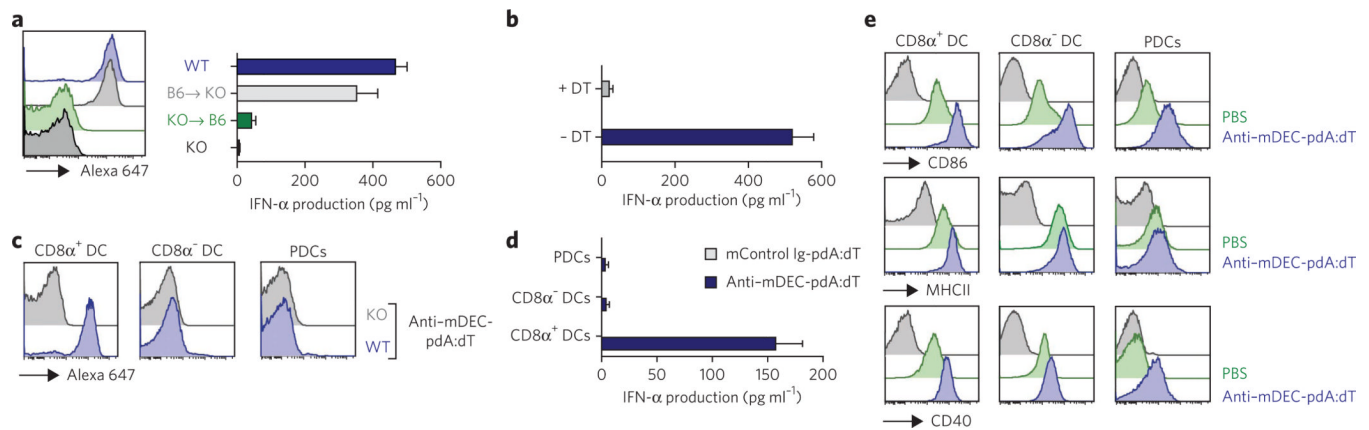 a
WT
B6→ KO
KO→ B6
KO
Alexa 647
0 200 400 600
IFN-α production (pg ml⁻¹)
b
+ DT
– DT
0 200 400 600
IFN-α production (pg ml⁻¹)
c
CD8α⁺ DC
CD8α⁻ DC
PDCs
KO
WT
Anti–mDEC-
pdA:dT
Alexa 647
d
PDCs
CD8α⁻ DCs
CD8α⁺ DCs
mControl Ig-pdA:dT
Anti–mDEC-pdA:dT
0 50 100 150 200
IFN-α production (pg ml⁻¹)
e
CD8α⁺ DC
CD8α⁻ DC
PDCs
PBS
Anti–mDEC-pdA:dT
CD86
PBS
Anti–mDEC-pdA:dT
MHCII
PBS
Anti–mDEC-pdA:dT
CD40